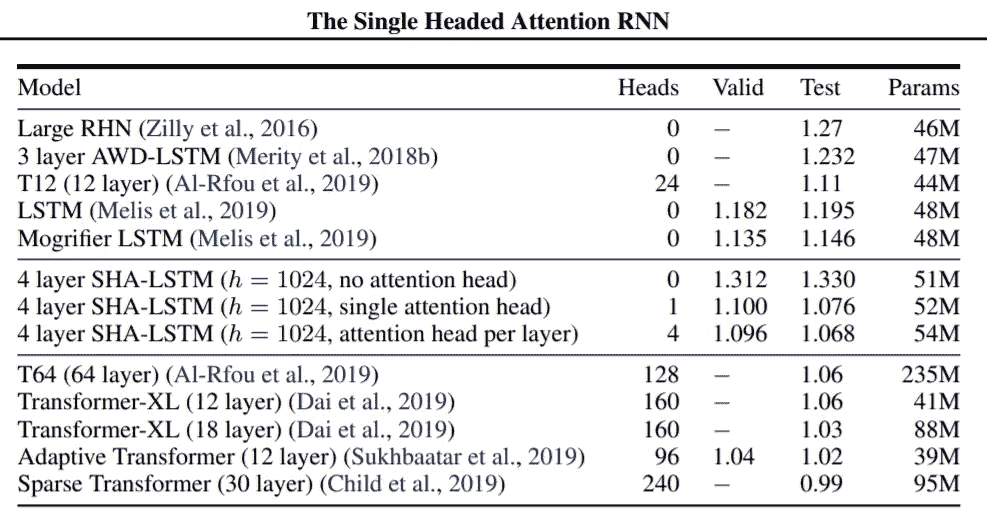 The Single Headed Attention RNN
Model Heads Valid Test Params
Large RHN (Zilly et al., 2016) 0 – 1.27 46M
3 layer AWD-LSTM (Merity et al., 2018b) 0 – 1.232 47M
T12 (12 layer) (Al-Rfou et al., 2019) 24 – 1.11 44M
LSTM (Melis et al., 2019) 0 1.182 1.195 48M
Mogrifier LSTM (Melis et al., 2019) 0 1.135 1.146 48M
4 layer SHA-LSTM (h = 1024, no attention head) 0 1.312 1.330 51M
4 layer SHA-LSTM (h = 1024, single attention head) 1 1.100 1.076 52M
4 layer SHA-LSTM (h = 1024, attention head per layer) 4 1.096 1.068 54M
T64 (64 layer) (Al-Rfou et al., 2019) 128 – 1.06 235M
Transformer-XL (12 layer) (Dai et al., 2019) 160 – 1.06 41M
Transformer-XL (18 layer) (Dai et al., 2019) 160 – 1.03 88M
Adaptive Transformer (12 layer) (Sukhbaatar et al., 2019) 96 1.04 1.02 39M
Sparse Transformer (30 layer) (Child et al., 2019) 240 – 0.99 95M